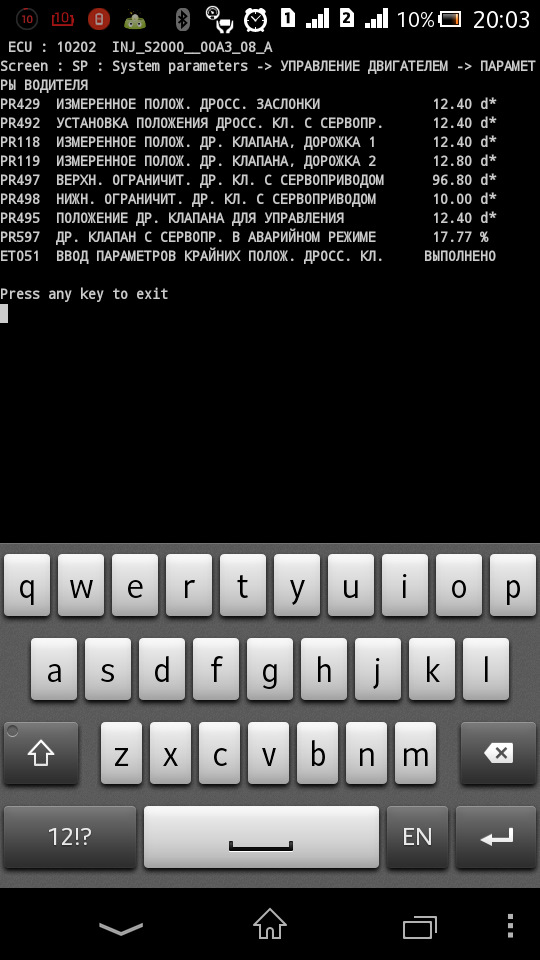 10 10 8 1 2 10% 20:03
ECU : 10202  INJ_S2000__00A3_08_A
Screen : SP : System parameters -> УПРАВЛЕНИЕ ДВИГАТЕЛЕМ -> ПАРАМЕТ
РЫ ВОДИТЕЛЯ
PR429  ИЗМЕРЕННОЕ ПОЛОЖ. ДРОСС. ЗАСЛОНКИ  12.40 d*
PR492  УСТАНОВКА ПОЛОЖЕНИЯ ДРОСС. КЛ. С СЕРВОПР.  12.40 d*
PR118  ИЗМЕРЕННОЕ ПОЛОЖ. ДР. КЛАПАНА, ДОРОЖКА 1  12.40 d*
PR119  ИЗМЕРЕННОЕ ПОЛОЖ. ДР. КЛАПАНА, ДОРОЖКА 2  12.80 d*
PR497  ВЕРХН. ОГРАНИЧИТ. ДР. КЛ. С СЕРВОПРИВОДОМ  96.80 d*
PR498  НИЖН. ОГРАНИЧИТ. ДР. КЛ. С СЕРВОПРИВОДОМ  10.00 d*
PR495  ПОЛОЖЕНИЕ ДР. КЛАПАНА ДЛЯ УПРАВЛЕНИЯ  12.40 d*
PR597  ДР. КЛАПАН С СЕРВОПР. В АВАРИЙНОМ РЕЖИМЕ  17.77 %
ET051  ВВОД ПАРАМЕТРОВ КРАЙНИХ ПОЛОЖ. ДРОСС. КЛ.  ВЫПОЛНЕНО
Press any key to exit
q w e r t y u i o p
a s d f g h j k l
z x c v b n m
12!? EN